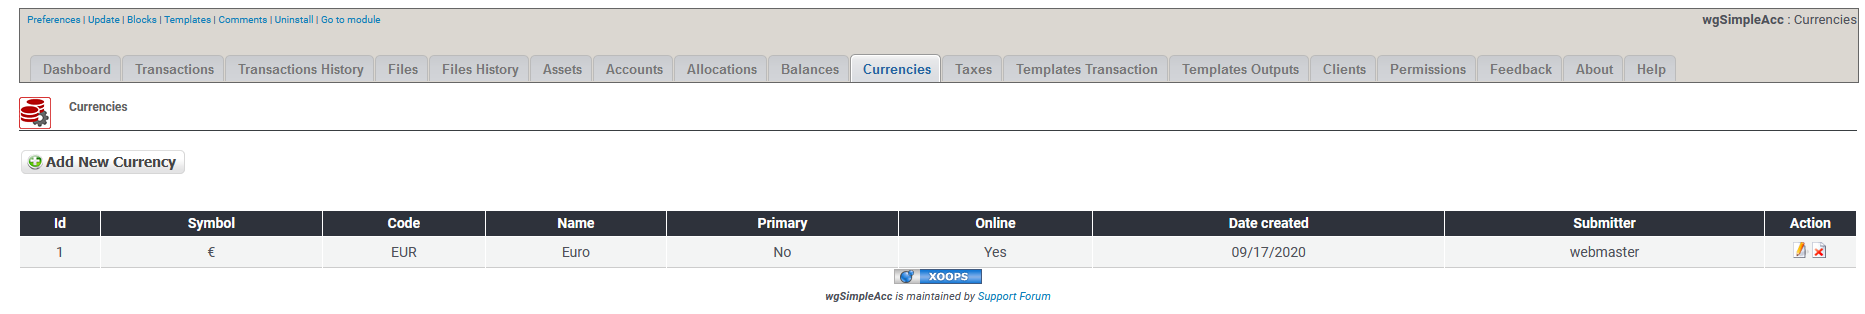 Preferences | Update | Blocks | Templates | Comments | Uninstall | Go to module
wgSimpleAcc : Currencies
Dashboard Transactions Transactions History Files Files History Assets Accounts Allocations Balances Currencies Taxes Templates Transaction Templates Outputs Clients Permissions Feedback About Help
Currencies
Add New Currency
Id Symbol Code Name Primary Online Date created Submitter Action
1 € EUR Euro No Yes 09/17/2020 webmaster
XOOPS
wgSimpleAcc is maintained by Support Forum